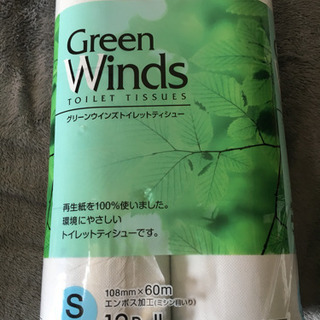 Green
Winds
TOILET TISSUES
グリーンウインズトイレットティシュー
再生紙を100%使いました。
環境にやさしい
トイレットティシューです。
108mm×60m
エンボス加工(ミシン目入り)
S